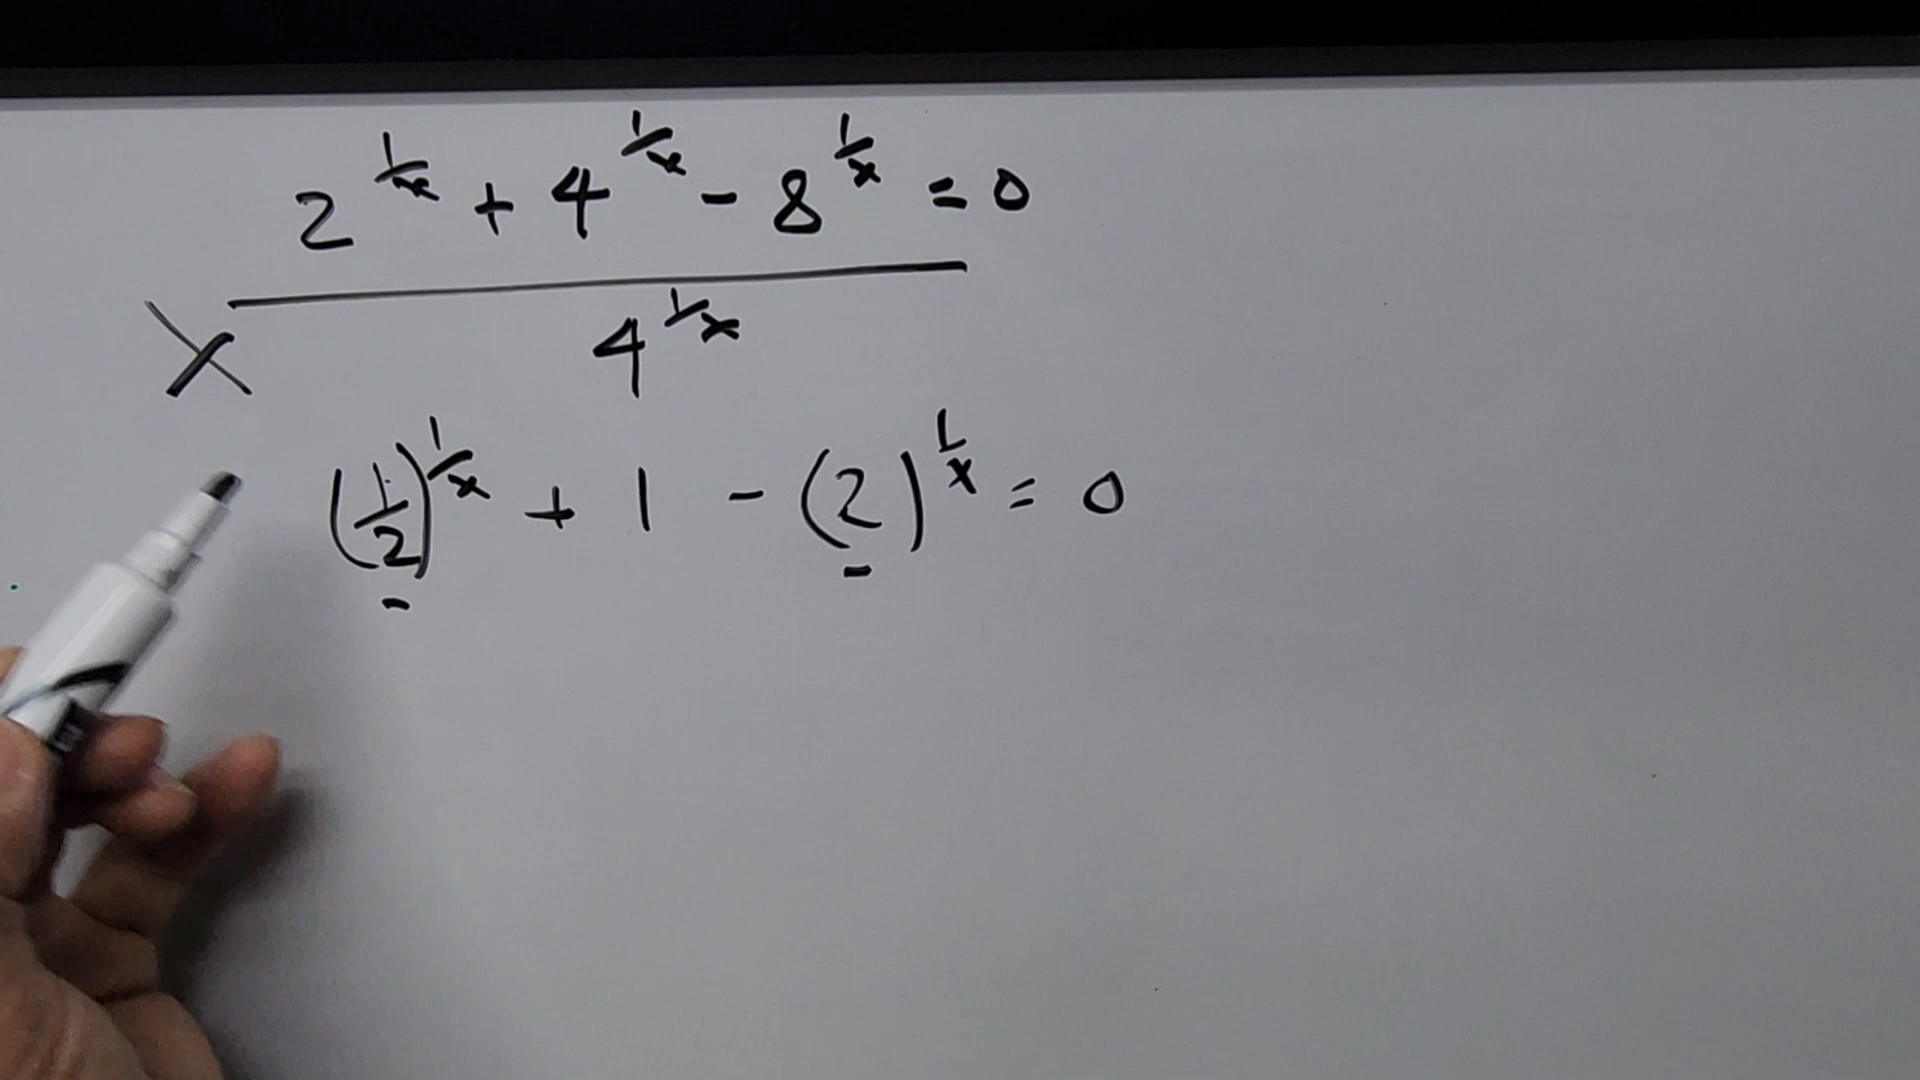 2^{1/x} + 4^{1/x} - 8^{1/x} = 0
X 4^{1/x}
(1/2)^{1/x} + 1 - (2)^{1/x} = 0